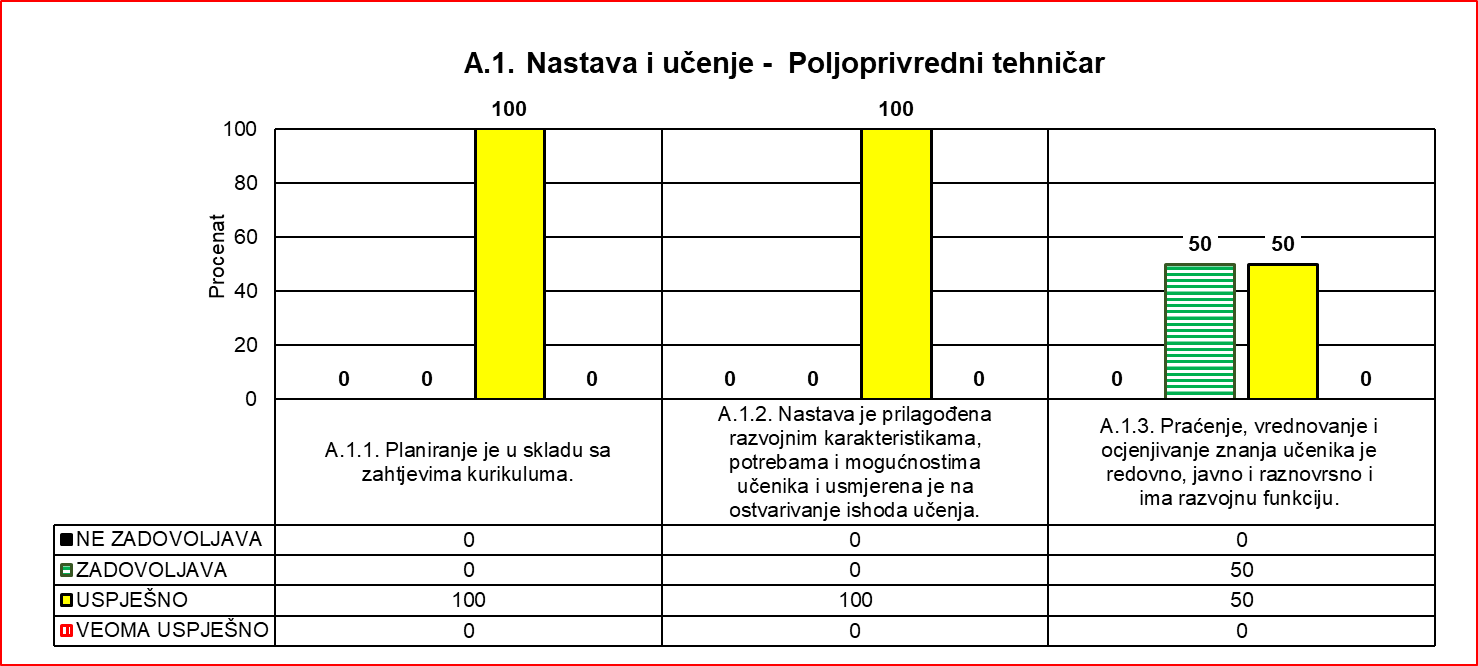 A.1. Nastava i učenje -  Poljoprivredni tehničar
100
100
50
50
Procenat
100
80
60
40
20
0
0
0
0
0
0
0
0
0
A.1.1. Planiranje je u skladu sa
zahtjevima kurikuluma.
A.1.2. Nastava je prilagođena
razvojnim karakteristikama,
potrebama i mogućnostima
učenika i usmjerena je na
ostvarivanje ishoda učenja.
A.1.3. Praćenje, vrednovanje i
ocjenjivanje znanja učenika je
redovno, javno i raznovrsno i
ima razvojnu funkciju.
NE ZADOVOLJAVA 0 0 0
ZADOVOLJAVA 0 0 50
USPJEŠNO 100 100 50
VEOMA USPJEŠNO 0 0 0